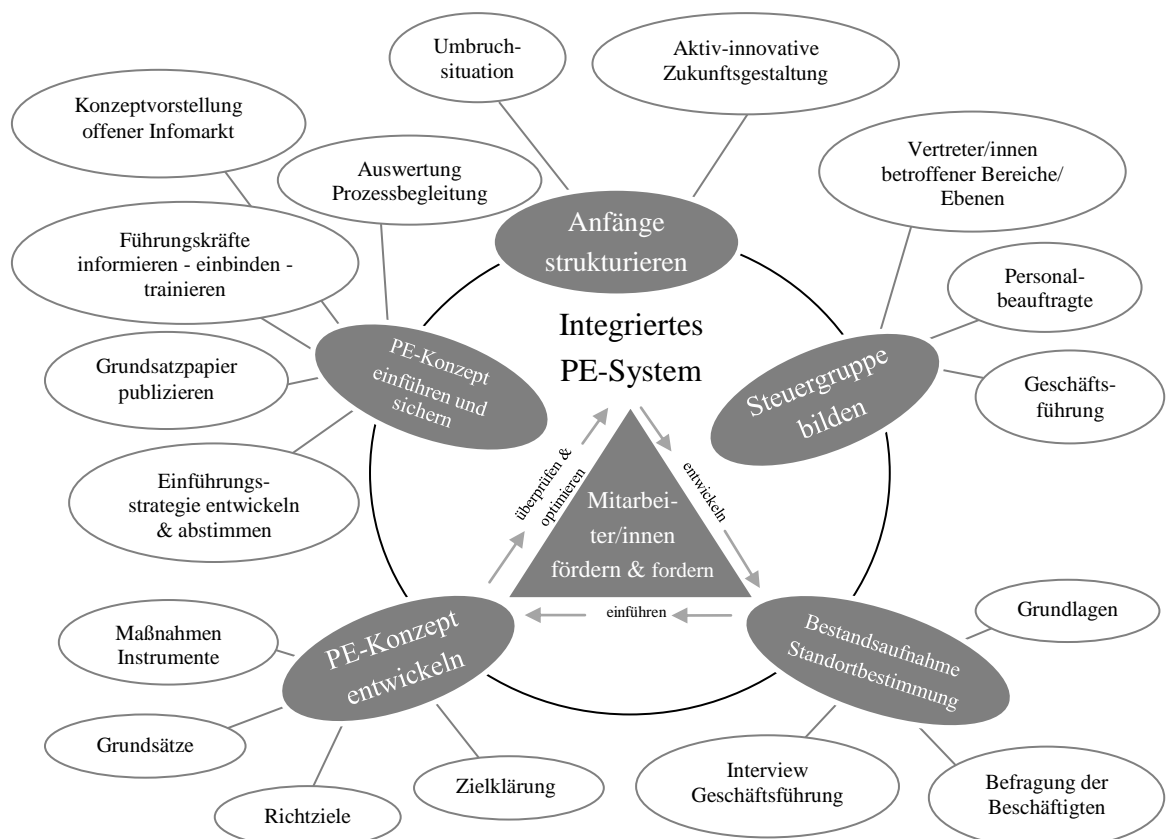 Umbruch-
situation
Aktiv-innovative
Zukunftsgestaltung
Konzeptvorstellung
offener Infomarkt
Auswertung
Prozessbegleitung
Vertreter/innen
betroffener Bereiche/
Ebenen
Anfänge
strukturieren
Führungskräfte
informieren - einbinden -
trainieren
Personal-
beauftragte
Integriertes
PE-System
PE-Konzept
einführen und
sichern
Steuergruppe
bilden
Grundsatzpapier
publizieren
Geschäfts-
führung
Einführungs-
strategie entwickeln
& abstimmen
überprüfen &
optimieren
entwickeln
Mitarbei-
ter/innen
fördern & fordern
einführen
Maßnahmen
Instrumente
PE-Konzept
entwickeln
Bestandsaufnahme
Standortbestimmung
Grundlagen
Grundsätze
Richtziele
Zielklärung
Interview
Geschäftsführung
Befragung der
Beschäftigten